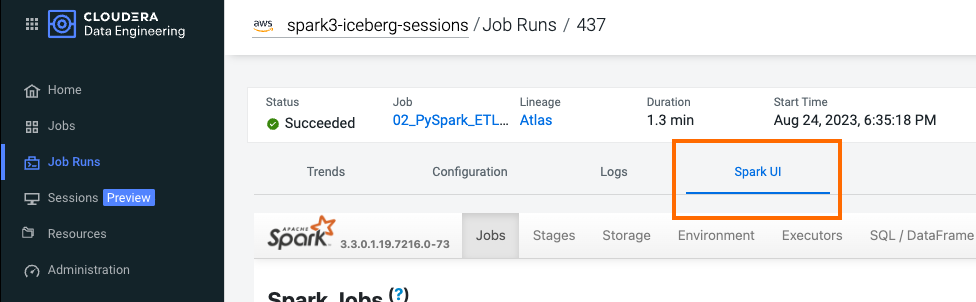 CLOUDERA
Data Engineering
Home
Jobs
Job Runs
Sessions Preview
Resources
Administration
aws spark3-iceberg-sessions / Job Runs / 437
Status Job Lineage Duration Start Time
Succeeded 02_PySpark_ETL... Atlas 1.3 min Aug 24, 2023, 6:35:18 PM
Trends Configuration Logs Spark UI
APACHE
Spark 3.3.0.1.19.7216.0-73 Jobs Stages Storage Environment Executors SQL / DataFrame
Spark Jobs (?)